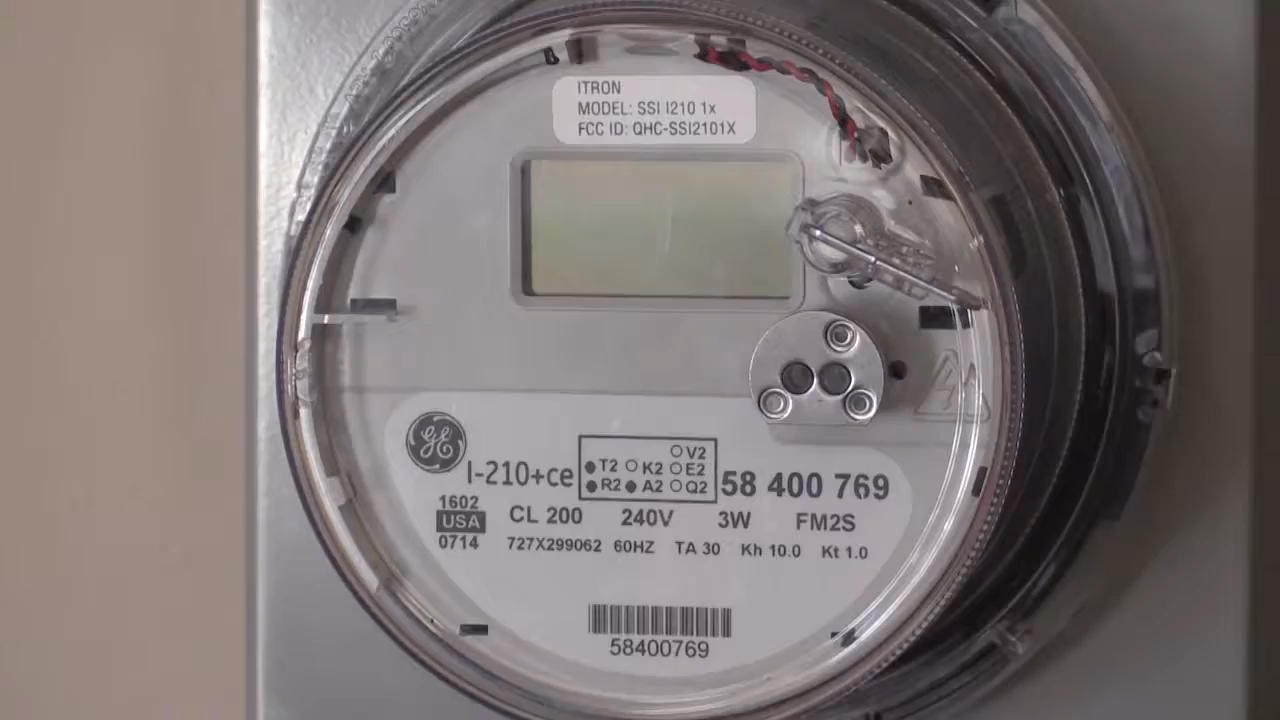 ITRON
MODEL: SSI I210 1x
FCC ID: QHC-SSI2101X
GE
I-210+ce
V2
T2 K2 E2
R2 A2 Q2
58 400 769
1602
USA
0714
CL 200 240V 3W FM2S
727X299062 60HZ TA 30 Kh 10.0 Kt 1.0
58400769